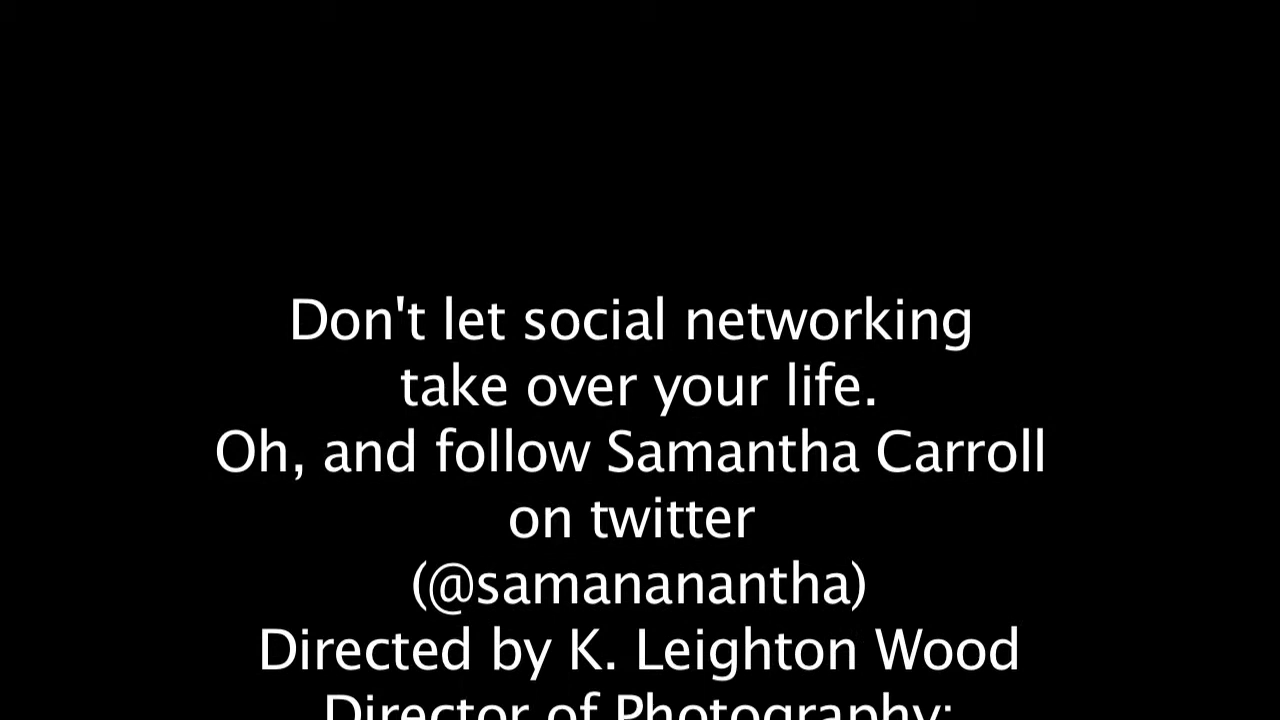 Don't let social networking
take over your life.
Oh, and follow Samantha Carroll
on twitter
(@samananantha)
Directed by K. Leighton Wood
Director of Photography: